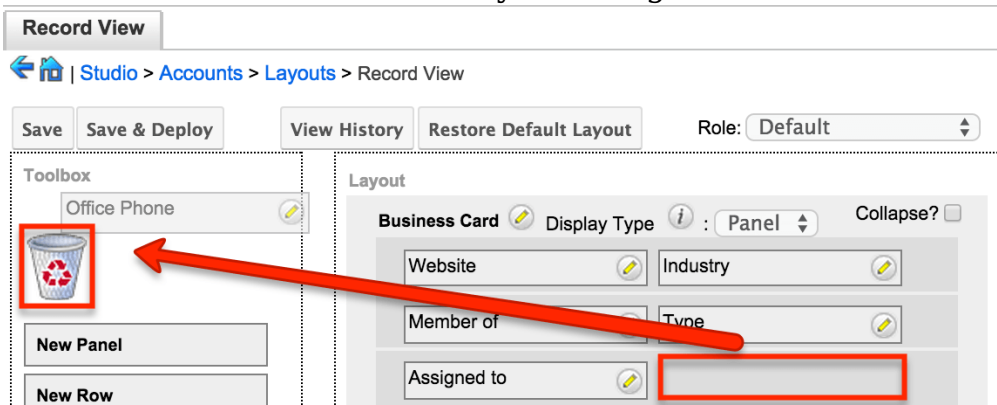 Record View
| Studio > Accounts > Layouts > Record View
Save Save & Deploy View History Restore Default Layout Role: Default
Toolbox
Layout
Office Phone
Business Card Display Type i : Panel Collapse?
Website Industry
Member of Type
New Panel
Assigned to
New Row